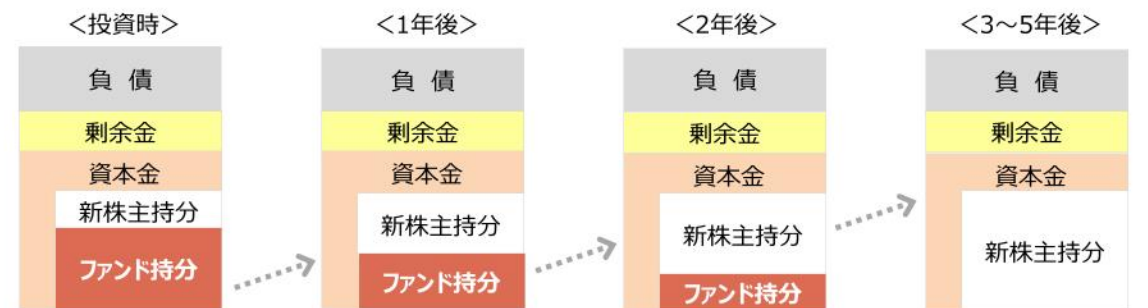 ＜投資時＞
負 債
剰余金
資本金
新株主持分
ファンド持分
＜1年後＞
負 債
剰余金
資本金
新株主持分
ファンド持分
＜2年後＞
負 債
剰余金
資本金
新株主持分
ファンド持分
＜3～5年後＞
負 債
剰余金
資本金
新株主持分